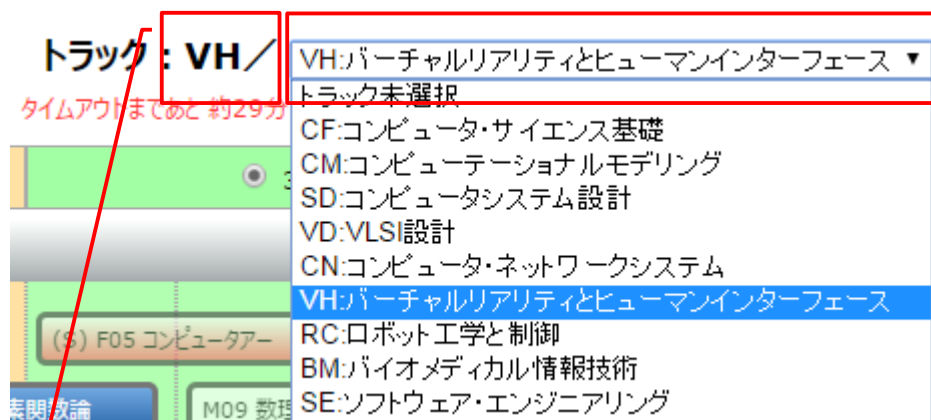 トラック：VH／
VH:バーチャルリアリティとヒューマンインターフェース ▼
タイムアウトまであと 約29分
トラック未選択
CF:コンピュータ・サイエンス基礎
CM:コンピューテーショナルモデリング
SD:コンピュータシステム設計
VD:VLSI設計
CN:コンピュータ・ネットワークシステム
VH:バーチャルリアリティとヒューマンインターフェース
RC:ロボット工学と制御
BM:バイオメディカル情報技術
SE:ソフトウェア・エンジニアリング
(S) F05 コンピュータアー
素関数論
M09 数理